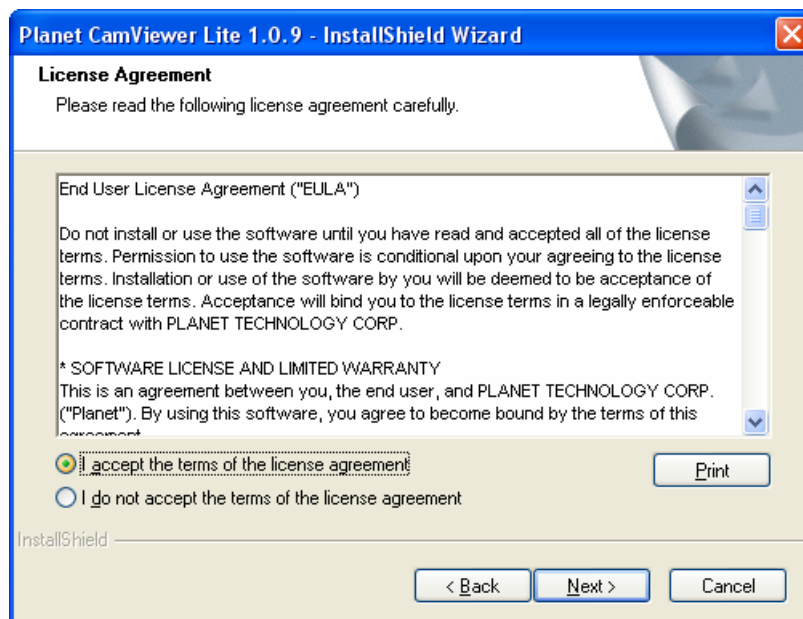 Planet CamViewer Lite 1.0.9 - InstallShield Wizard
License Agreement
Please read the following license agreement carefully.
End User License Agreement ("EULA")
Do not install or use the software until you have read and accepted all of the license
terms. Permission to use the software is conditional upon your agreeing to the license
terms. Installation or use of the software by you will be deemed to be acceptance of
the license terms. Acceptance will bind you to the license terms in a legally enforceable
contract with PLANET TECHNOLOGY CORP.
* SOFTWARE LICENSE AND LIMITED WARRANTY
This is an agreement between you, the end user, and PLANET TECHNOLOGY CORP.
("Planet"). By using this software, you agree to become bound by the terms of this
agreement
I accept the terms of the license agreement
Print
I do not accept the terms of the license agreement
InstallShield
< Back
Next >
Cancel